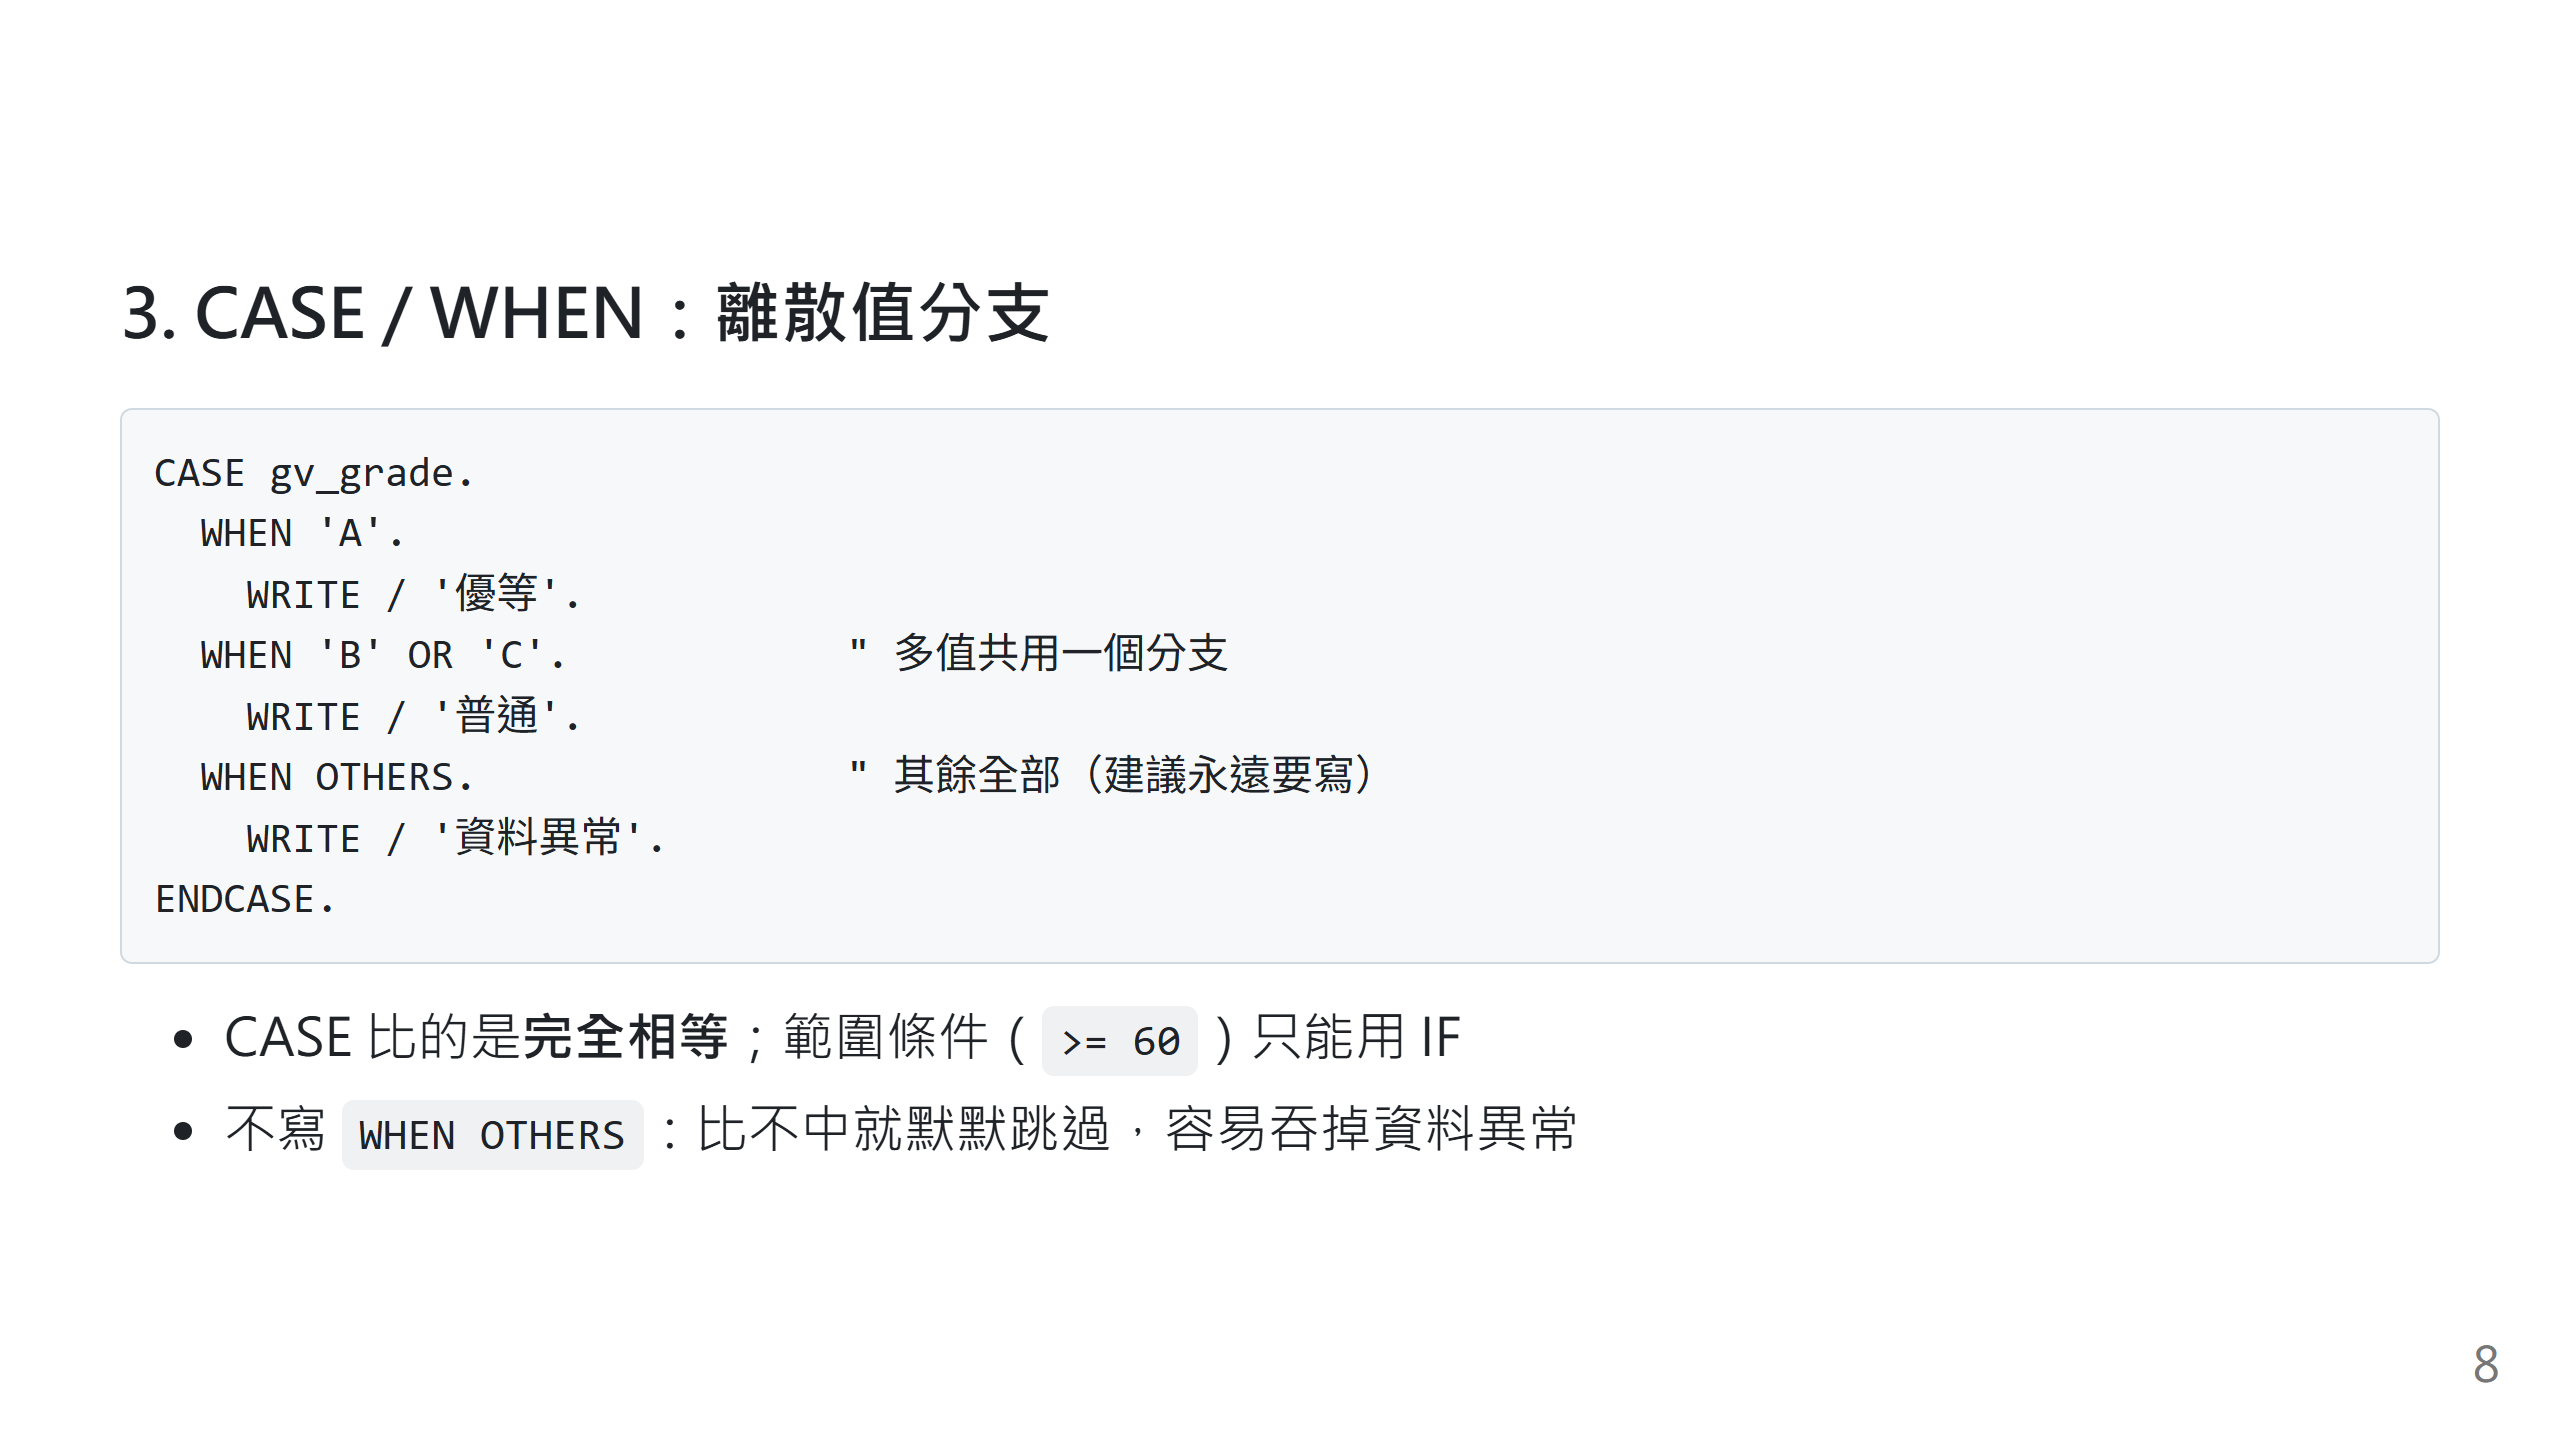 3. CASE / WHEN：離散值分支
CASE gv_grade.
  WHEN 'A'.
    WRITE / '優等'.
  WHEN 'B' OR 'C'.            " 多值共用一個分支
    WRITE / '普通'.
  WHEN OTHERS.                " 其餘全部（建議永遠要寫）
    WRITE / '資料異常'.
ENDCASE.
• CASE 比的是完全相等；範圍條件（ >= 60 ）只能用 IF
• 不寫 WHEN OTHERS：比不中就默默跳過，容易吞掉資料異常
8